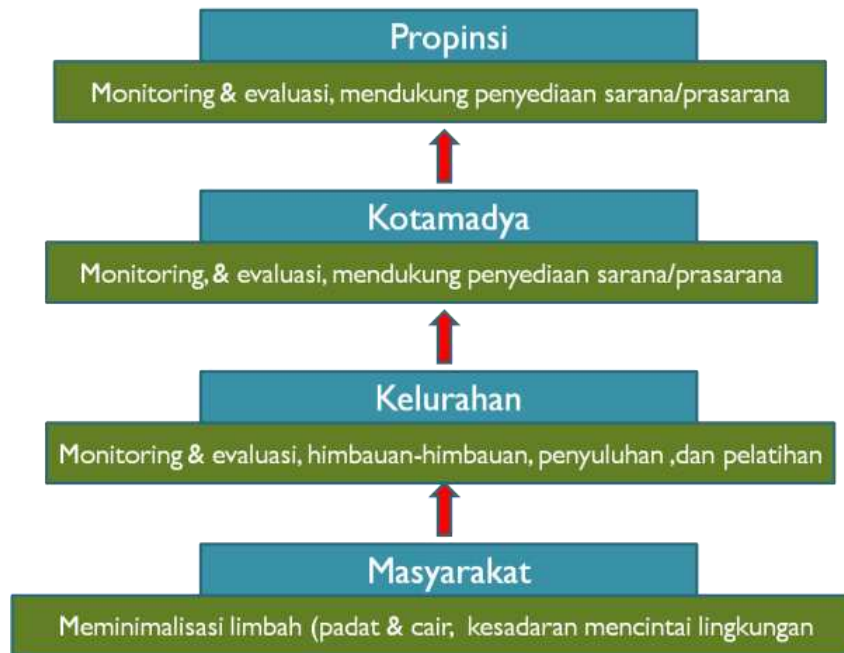 Propinsi
Monitoring & evaluasi, mendukung penyediaan sarana/prasarana
Kotamadya
Monitoring, & evaluasi, mendukung penyediaan sarana/prasarana
Kelurahan
Monitoring & evaluasi, himbauan-himbauan, penyuluhan ,dan pelatihan
Masyarakat
Meminimalisasi limbah (padat & cair, kesadaran mencintai lingkungan